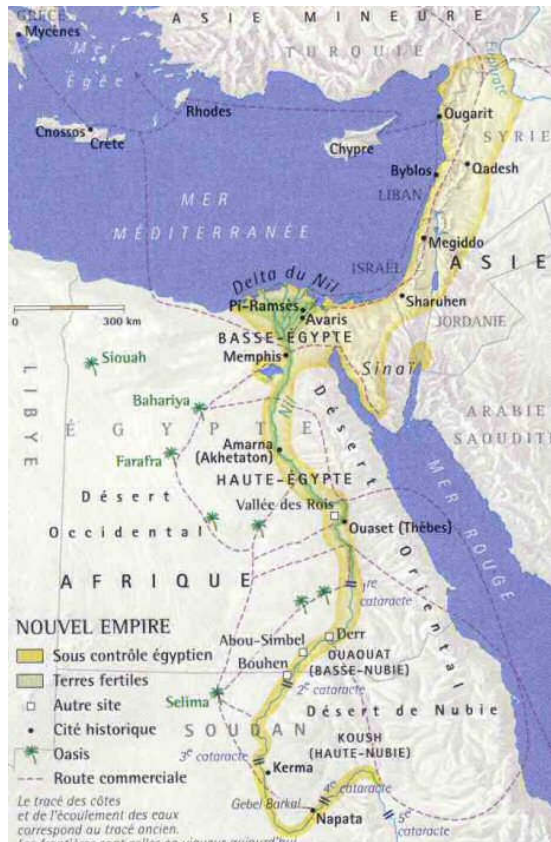 GRÈCE
ASIE MINEURE
Mycènes
TURQUIE
Mer
Égée
Euphrate
Rhodes
Ougarit
Cnossos
Crète
SYRIE
Chypre
Byblos
Qadesh
MER
MÉDITERRANÉE
LIBAN
Megiddo
ISRAËL
ASIE
Delta du Nil
Pi-Ramsès
Avaris
Sharuhen
0 300 km
BASSE-ÉGYPTE
JORDANIE
Memphis
Siouah
Sinaï
LIBYE
Bahariya
Nil
ARABIE
SAOUDITE
ÉGYPTE
Désert
Oriental
MER ROUGE
Amarna
(Akhetaton)
Farafra
HAUTE-ÉGYPTE
Désert
Occidental
Vallée des Rois
Ouaset (Thèbes)
AFRIQUE
1re
cataracte
NOUVEL EMPIRE
Sous contrôle égyptien
Terres fertiles
Autre site
Cité historique
Oasis
Route commerciale
Abou-Simbel
Derr
OUAOUAT
(BASSE-NUBIE)
Bouhen
2e cataracte
Selima
Désert de Nubie
SOUDAN
KOUSH
(HAUTE-NUBIE)
3e cataracte
Kerma
4e cataracte
Gebel Barkal
Napata
5e
cataracte
Le tracé des côtes
et de l'écoulement des eaux
correspond au tracé ancien.